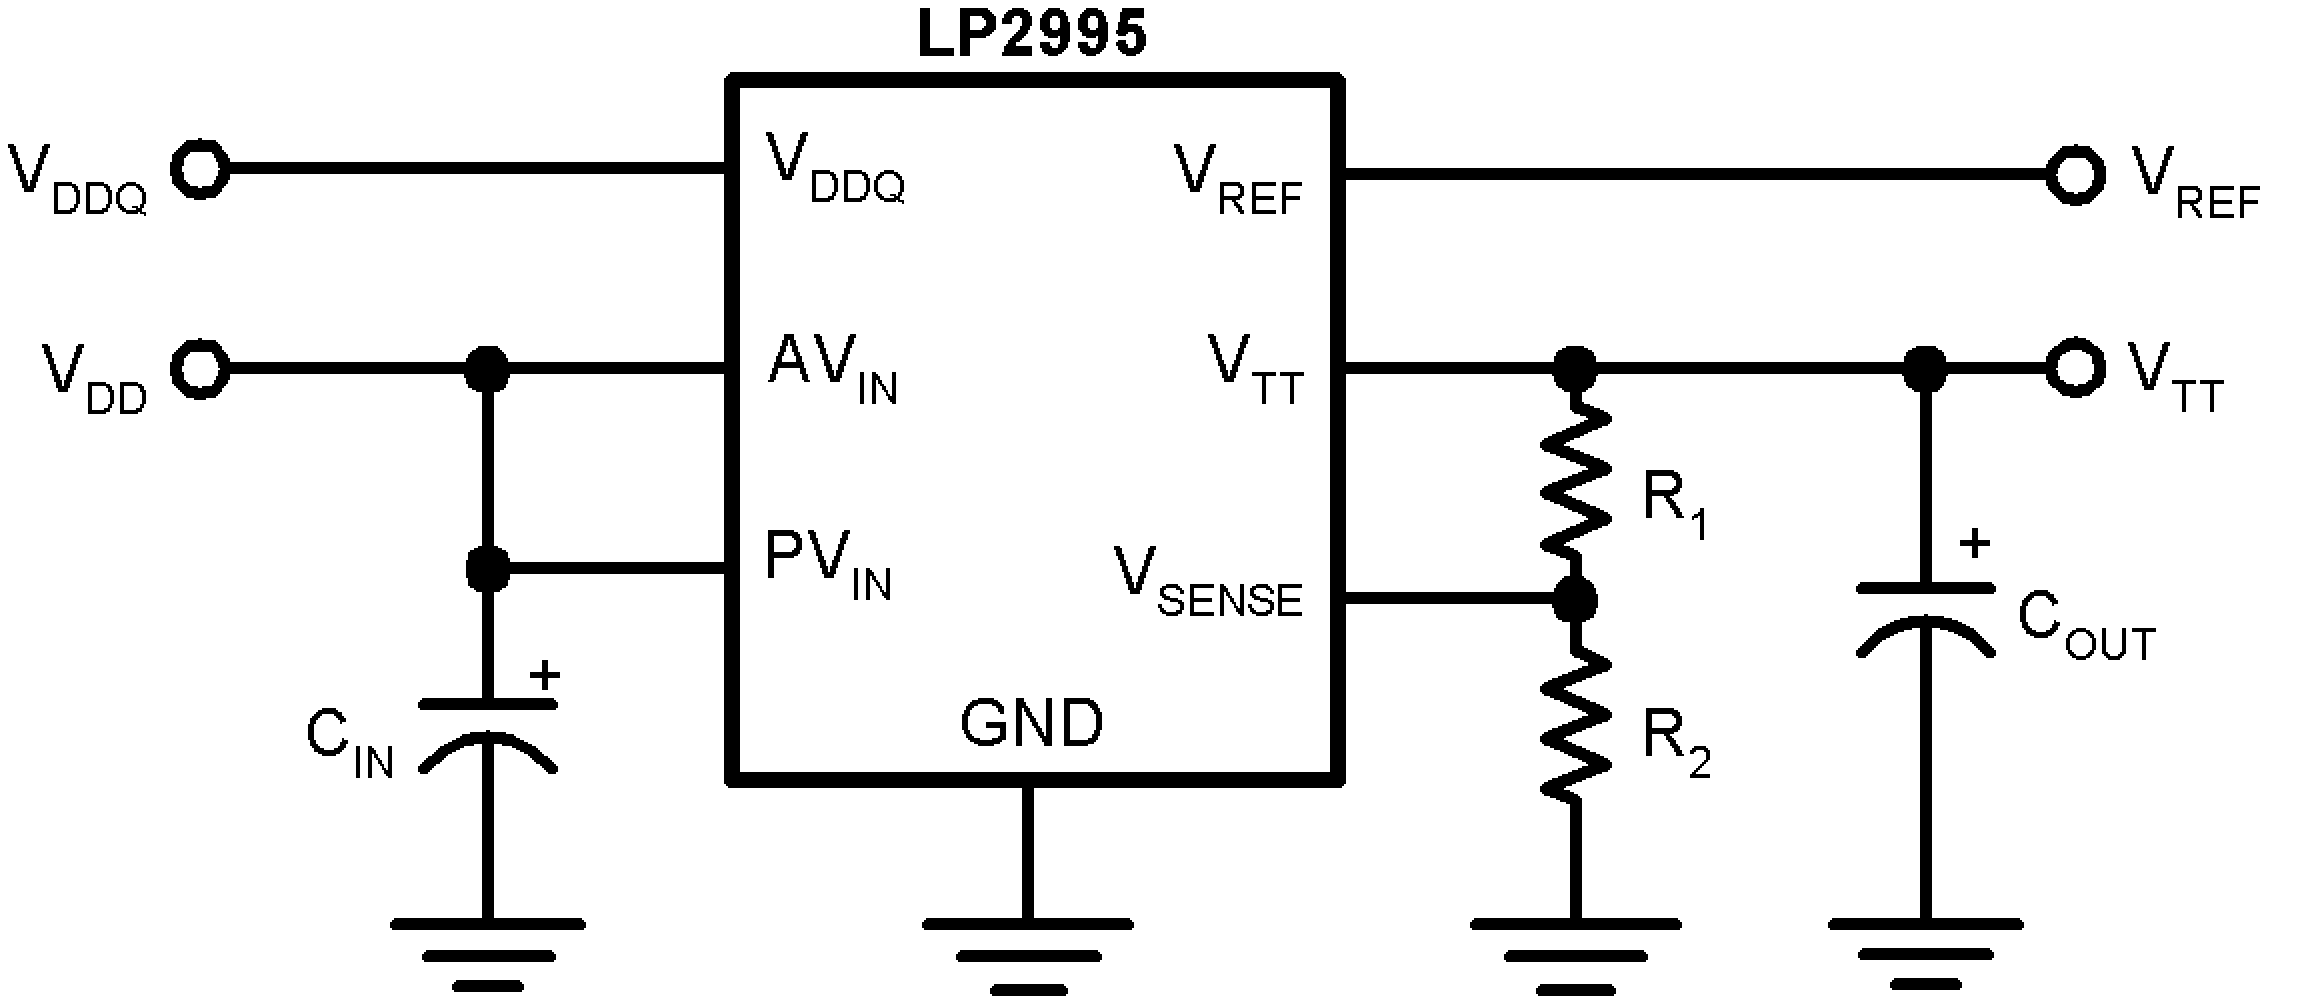 LP2995
VDDQ
VDDQ
VREF
VREF
VDD
AVIN
VTT
VTT
PVIN
VSENSE
R1
+
COUT
+
CIN
GND
R2